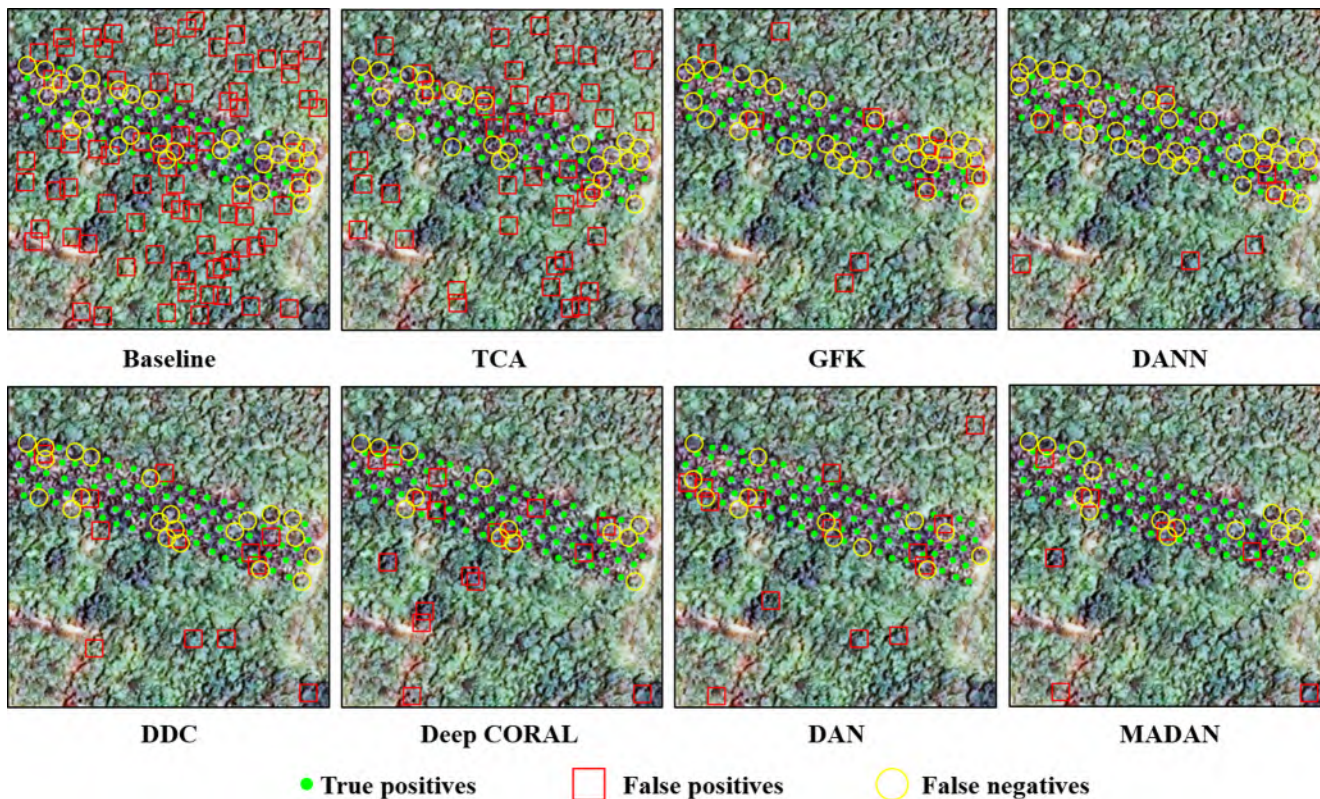 Baseline TCA GFK DANN
DDC Deep CORAL DAN MADAN
True positives False positives False negatives